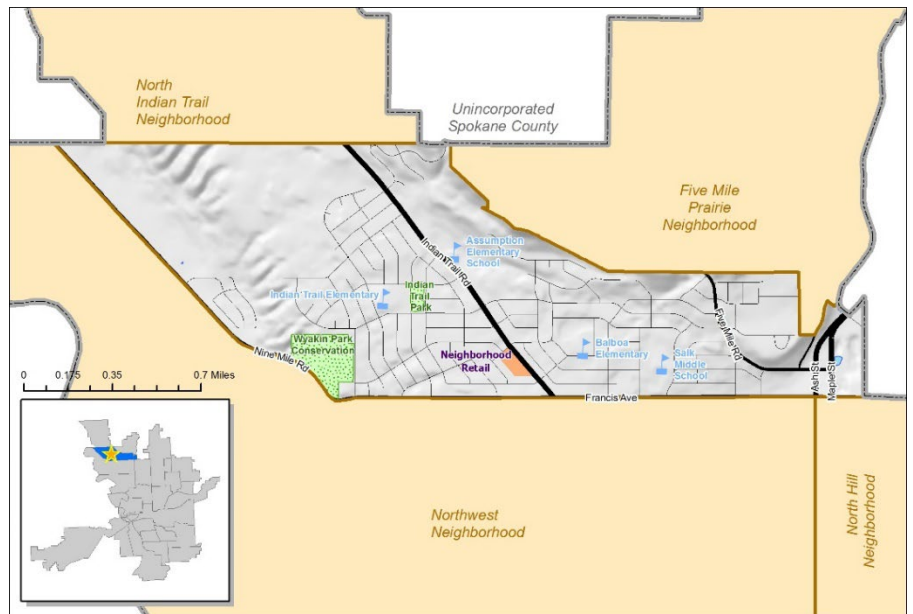 North
Indian Trail
Neighborhood
Unincorporated
Spokane County
Five Mile
Prairie
Neighborhood
Assumption
Elementary
School
Indian Trail Rd
Indian Trail Elementary
Indian
Trail
Park
Five Mile Rd
Wyakin Park
Conservation
Nine Mile Rd
Neighborhood
Retail
Balboa
Elementary
Salk
Middle
School
Ash St
Maple St
Francis Ave
0 0.175 0.35 0.7 Miles
Northwest
Neighborhood
North Hill
Neighborhood